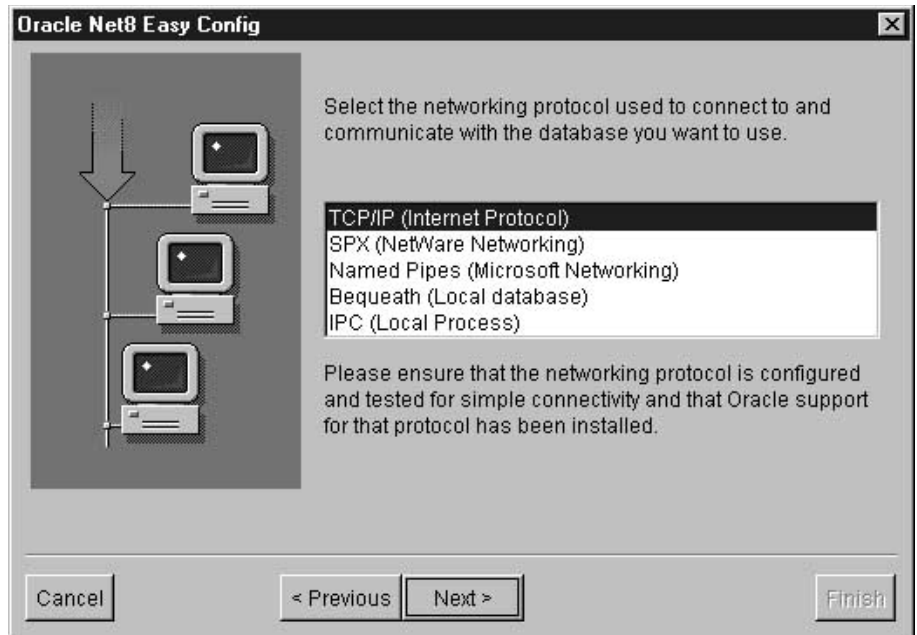 Oracle Net8 Easy Config
Select the networking protocol used to connect to and
communicate with the database you want to use.
TCP/IP (Internet Protocol)
SPX (NetWare Networking)
Named Pipes (Microsoft Networking)
Bequeath (Local database)
IPC (Local Process)
Please ensure that the networking protocol is configured
and tested for simple connectivity and that Oracle support
for that protocol has been installed.
Cancel
< Previous
Next >
Finish